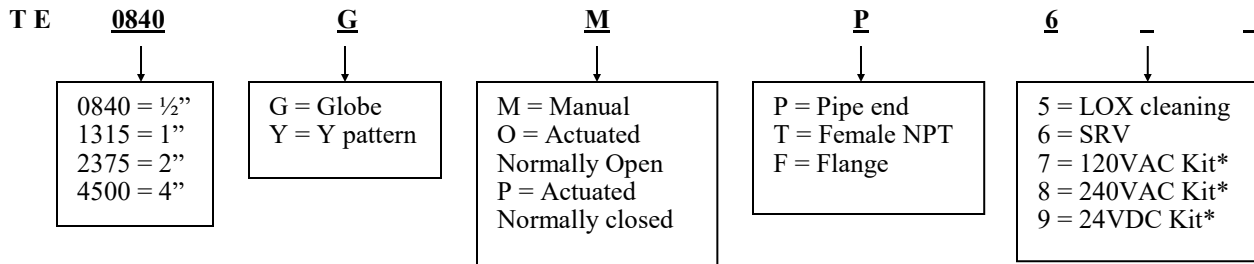 T E 0840 G M P 6 _ _
0840 = ½”
1315 = 1”
2375 = 2”
4500 = 4”
G = Globe
Y = Y pattern
M = Manual
O = Actuated
Normally Open
P = Actuated
Normally closed
P = Pipe end
T = Female NPT
F = Flange
5 = LOX cleaning
6 = SRV
7 = 120VAC Kit*
8 = 240VAC Kit*
9 = 24VDC Kit*